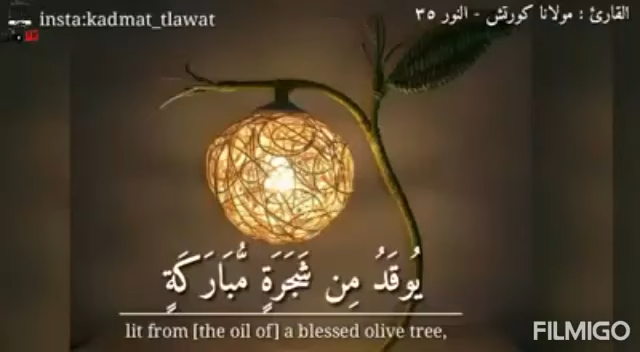 insta:kadmat_tlawat
القارئ : مولانا كورتش - النور ٣٥
يُوقَدُ مِن شَجَرَةٍ مُّبَارَكَةٍ
lit from [the oil of] a blessed olive tree,
FILMIGO